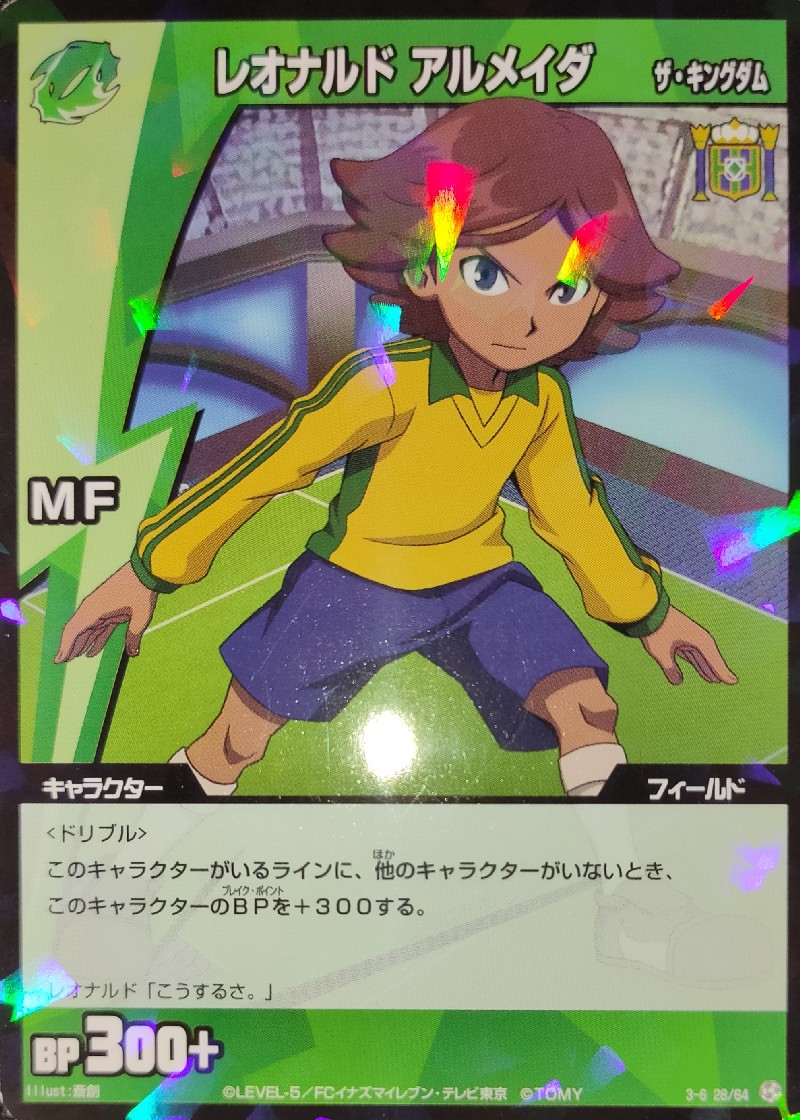 レオナルド アルメイダ
ザ・キングダム
MF
キャラクター
フィールド
<ドリブル>
このキャラクターがいるラインに、他のキャラクターがいないとき、
ほか
このキャラクターのBPを+300する。
ブレイク・ポイント
レオナルド「こうするさ。」
BP300+
Illust:斎創
©LEVEL-5/FCイナズマイレブン・テレビ東京 ©TOMY
3-6 28/64